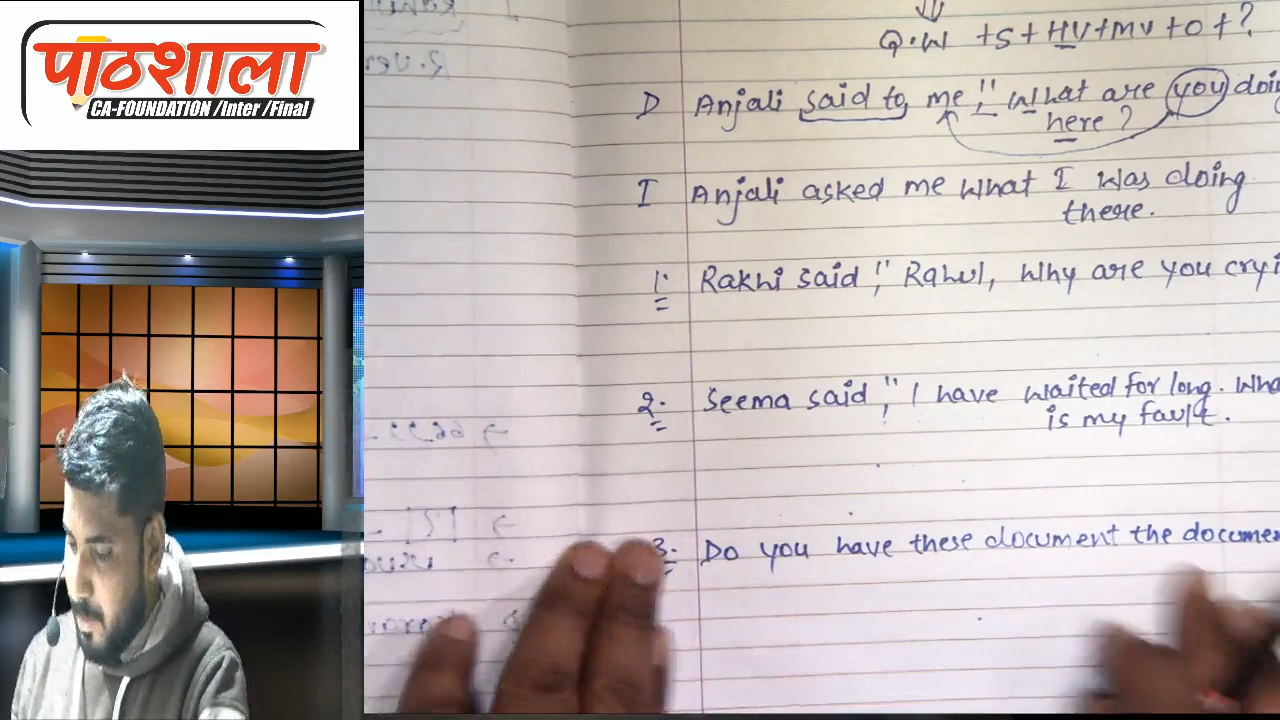 पाठशाला
CA-FOUNDATION /Inter /Final
Q.W + S + HV + MV + O + ?
D Anjali said to me, " What are you doing
here ?
I Anjali asked me what I was doing
there.
1. Rakhi said ," Rahul, Why are you cryi
2. Seema said ," I have waited for long. Wha
is my fault.
3. Do you have these document the docume